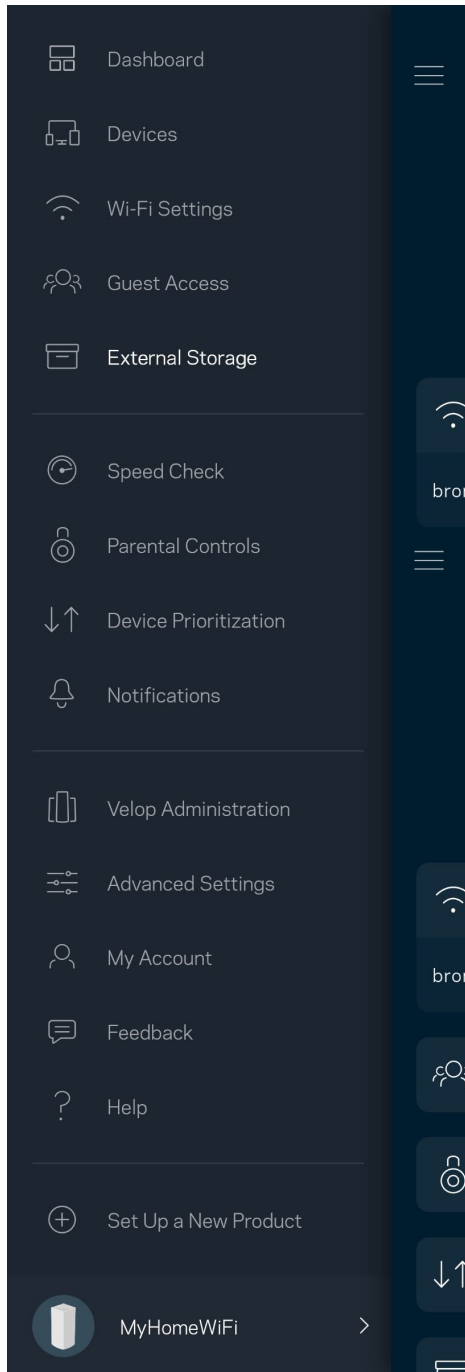 Dashboard
Devices
Wi-Fi Settings
Guest Access
External Storage
Speed Check
Parental Controls
Device Prioritization
Notifications
Velop Administration
Advanced Settings
My Account
Feedback
Help
Set Up a New Product
MyHomeWiFi